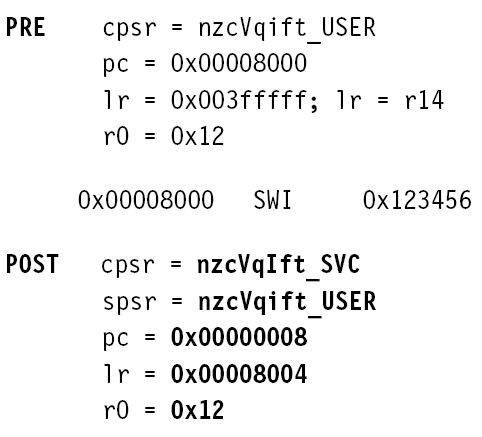 PRE cpsr = nzcVqift_USER
pc = 0x00008000
lr = 0x003fffff; lr = r14
r0 = 0x12
0x00008000 SWI 0x123456
POST cpsr = nzcVqIft_SVC
spsr = nzcVqift_USER
pc = 0x00000008
lr = 0x00008004
r0 = 0x12